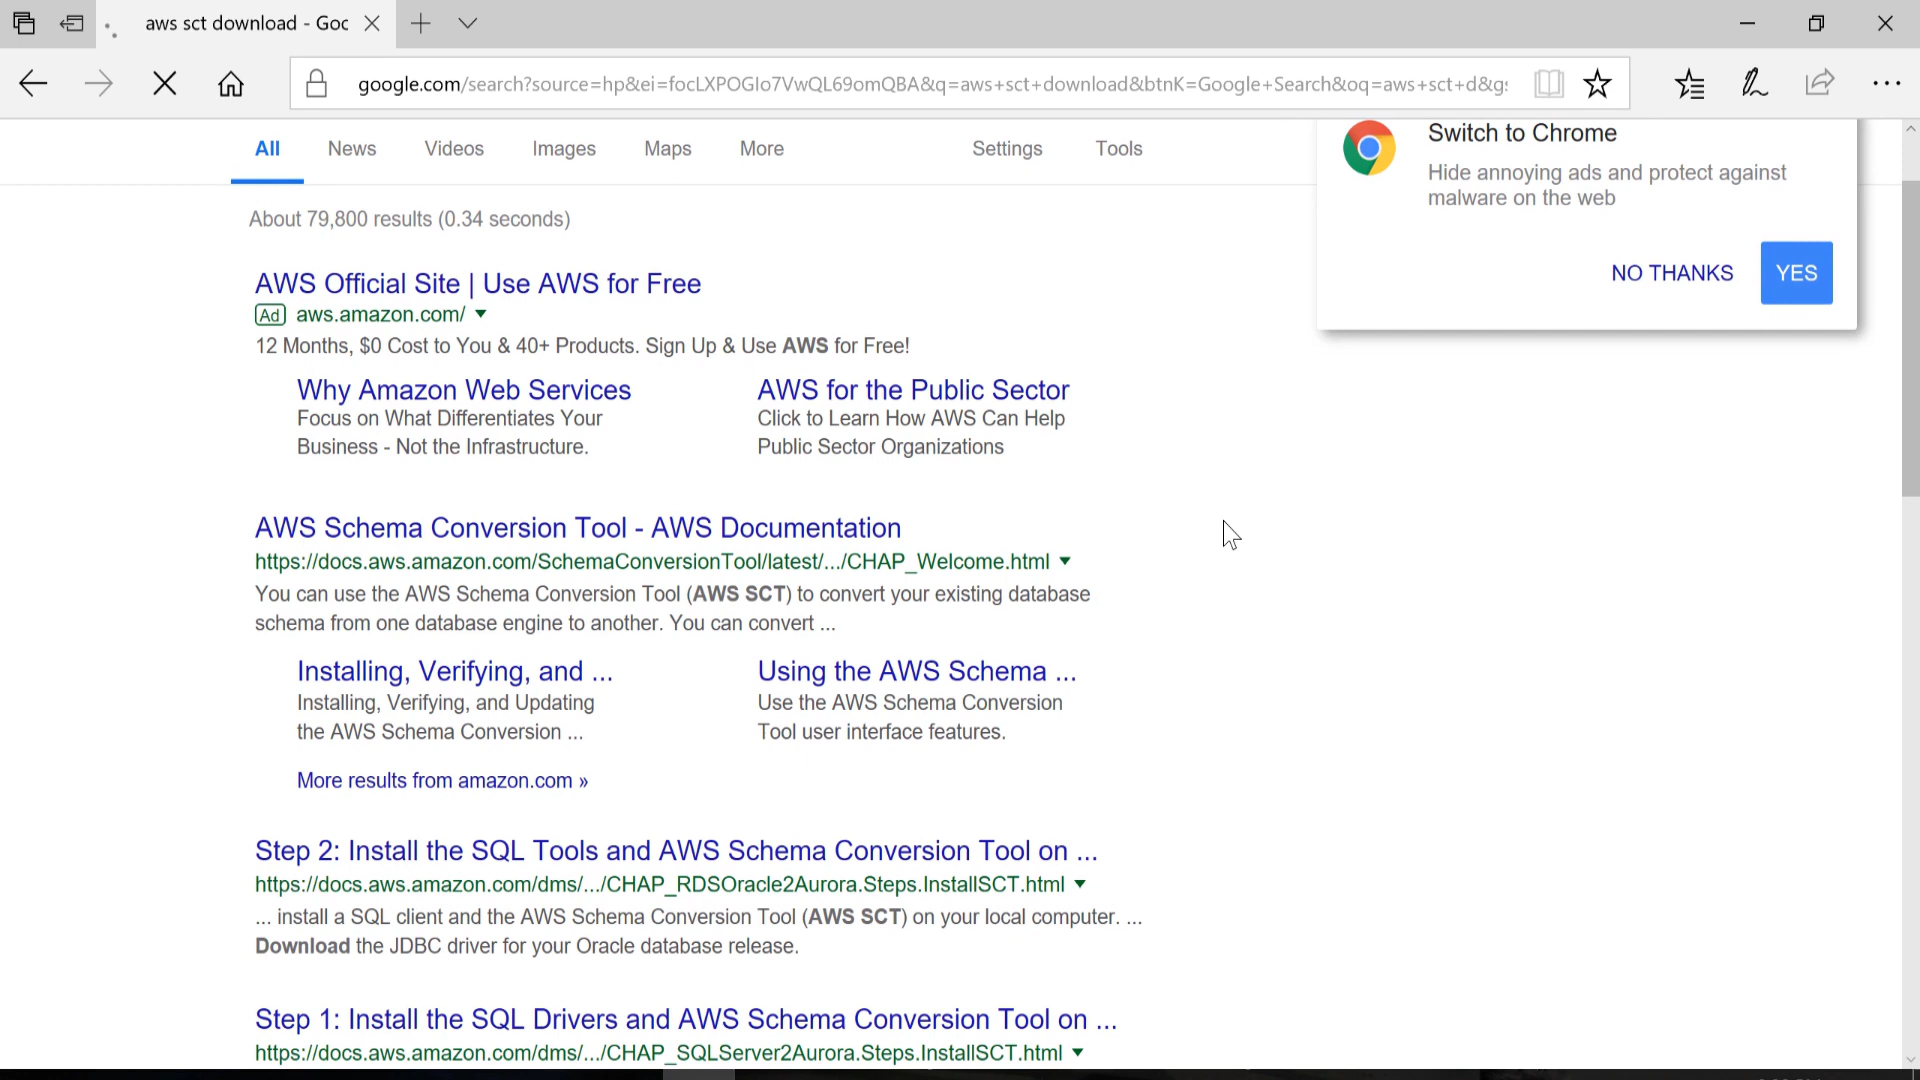 aws sct download - Goo
google.com/search?source=hp&ei=focLXPOGIo7VwQL69omQBA&q=aws+sct+download&btnK=Google+Search&oq=aws+sct+d&gs
All News Videos Images Maps More Settings Tools
Switch to Chrome
Hide annoying ads and protect against
malware on the web
NO THANKS YES
About 79,800 results (0.34 seconds)
AWS Official Site | Use AWS for Free
Ad aws.amazon.com/
12 Months, $0 Cost to You & 40+ Products. Sign Up & Use AWS for Free!
Why Amazon Web Services
Focus on What Differentiates Your
Business - Not the Infrastructure.
AWS for the Public Sector
Click to Learn How AWS Can Help
Public Sector Organizations
AWS Schema Conversion Tool - AWS Documentation
https://docs.aws.amazon.com/SchemaConversionTool/latest/.../CHAP_Welcome.html
You can use the AWS Schema Conversion Tool (AWS SCT) to convert your existing database
schema from one database engine to another. You can convert ...
Installing, Verifying, and ...
Installing, Verifying, and Updating
the AWS Schema Conversion ...
Using the AWS Schema ...
Use the AWS Schema Conversion
Tool user interface features.
More results from amazon.com »
Step 2: Install the SQL Tools and AWS Schema Conversion Tool on ...
https://docs.aws.amazon.com/dms/.../CHAP_RDSOracle2Aurora.Steps.InstallSCT.html
... install a SQL client and the AWS Schema Conversion Tool (AWS SCT) on your local computer. ...
Download the JDBC driver for your Oracle database release.
Step 1: Install the SQL Drivers and AWS Schema Conversion Tool on ...
https://docs.aws.amazon.com/dms/.../CHAP_SQLServer2Aurora.Steps.InstallSCT.html